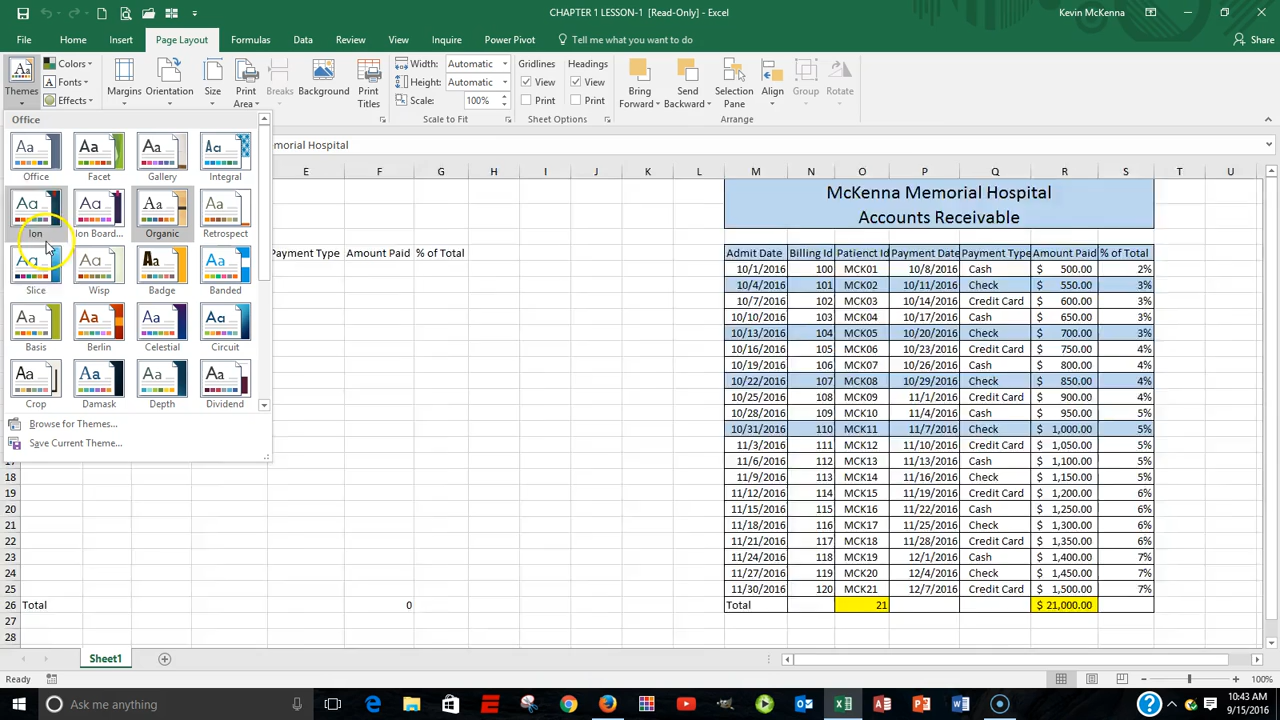 CHAPTER 1 LESSON-1 [Read-Only] - Excel
Kevin McKenna
File Home Insert Page Layout Formulas Data Review View Inquire Power Pivot Tell me what you want to do Share
Themes
Colors
Fonts
Effects
Margins Orientation Size Print Area Breaks Background Print Titles
Width: Automatic
Height: Automatic
Scale: 100%
Scale to Fit
Gridlines Headings
View View
Print Print
Sheet Options
Bring Forward Send Backward Selection Pane Align Group Rotate
Arrange
Office
Office Facet Gallery Integral
Ion Ion Board... Organic Retrospect
Slice Wisp Badge Banded
Basis Berlin Celestial Circuit
Crop Damask Depth Dividend
Browse for Themes...
Save Current Theme...
morial Hospital
E F G H I J K L M N O P Q R S T U
McKenna Memorial Hospital
Accounts Receivable
Payment Type Amount Paid % of Total
Admit Date Billing Id Patienct Id Payment Date Payment Type Amount Paid % of Total
10/1/2016 100 MCK01 10/8/2016 Cash $ 500.00 2%
10/4/2016 101 MCK02 10/11/2016 Check $ 550.00 3%
10/7/2016 102 MCK03 10/14/2016 Credit Card $ 600.00 3%
10/10/2016 103 MCK04 10/17/2016 Cash $ 650.00 3%
10/13/2016 104 MCK05 10/20/2016 Check $ 700.00 3%
10/16/2016 105 MCK06 10/23/2016 Credit Card $ 750.00 4%
10/19/2016 106 MCK07 10/26/2016 Cash $ 800.00 4%
10/22/2016 107 MCK08 10/29/2016 Check $ 850.00 4%
10/25/2016 108 MCK09 11/1/2016 Credit Card $ 900.00 4%
10/28/2016 109 MCK10 11/4/2016 Cash $ 950.00 5%
10/31/2016 110 MCK11 11/7/2016 Check $ 1,000.00 5%
11/3/2016 111 MCK12 11/10/2016 Credit Card $ 1,050.00 5%
17 11/6/2016 112 MCK13 11/13/2016 Cash $ 1,100.00 5%
18 11/9/2016 113 MCK14 11/16/2016 Check $ 1,150.00 5%
19 11/12/2016 114 MCK15 11/19/2016 Credit Card $ 1,200.00 6%
20 11/15/2016 115 MCK16 11/22/2016 Cash $ 1,250.00 6%
21 11/18/2016 116 MCK17 11/25/2016 Check $ 1,300.00 6%
22 11/21/2016 117 MCK18 11/28/2016 Credit Card $ 1,350.00 6%
23 11/24/2016 118 MCK19 12/1/2016 Cash $ 1,400.00 7%
24 11/27/2016 119 MCK20 12/4/2016 Check $ 1,450.00 7%
25 11/30/2016 120 MCK21 12/7/2016 Credit Card $ 1,500.00 7%
26 Total 0 Total 21 $ 21,000.00
27
28
Sheet1
Ready 100%
Ask me anything
10:43 AM
9/15/2016